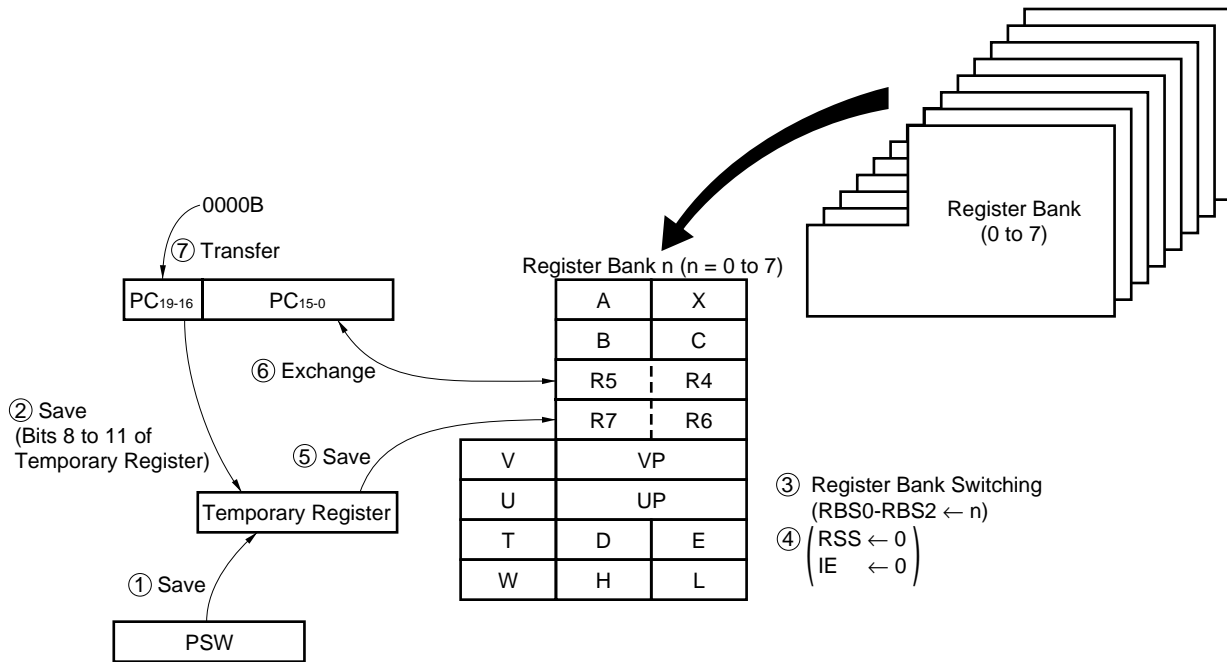 Register Bank
(0 to 7)
0000B
⑦ Transfer
Register Bank n (n = 0 to 7)
PC19-16
PC15-0
A
X
B
C
⑥ Exchange
R5
R4
R7
R6
② Save
(Bits 8 to 11 of
Temporary Register)
⑤ Save
V
VP
U
UP
T
D
E
W
H
L
Temporary Register
③ Register Bank Switching
(RBS0-RBS2 ← n)
④ ( RSS ← 0
IE ← 0 )
① Save
PSW